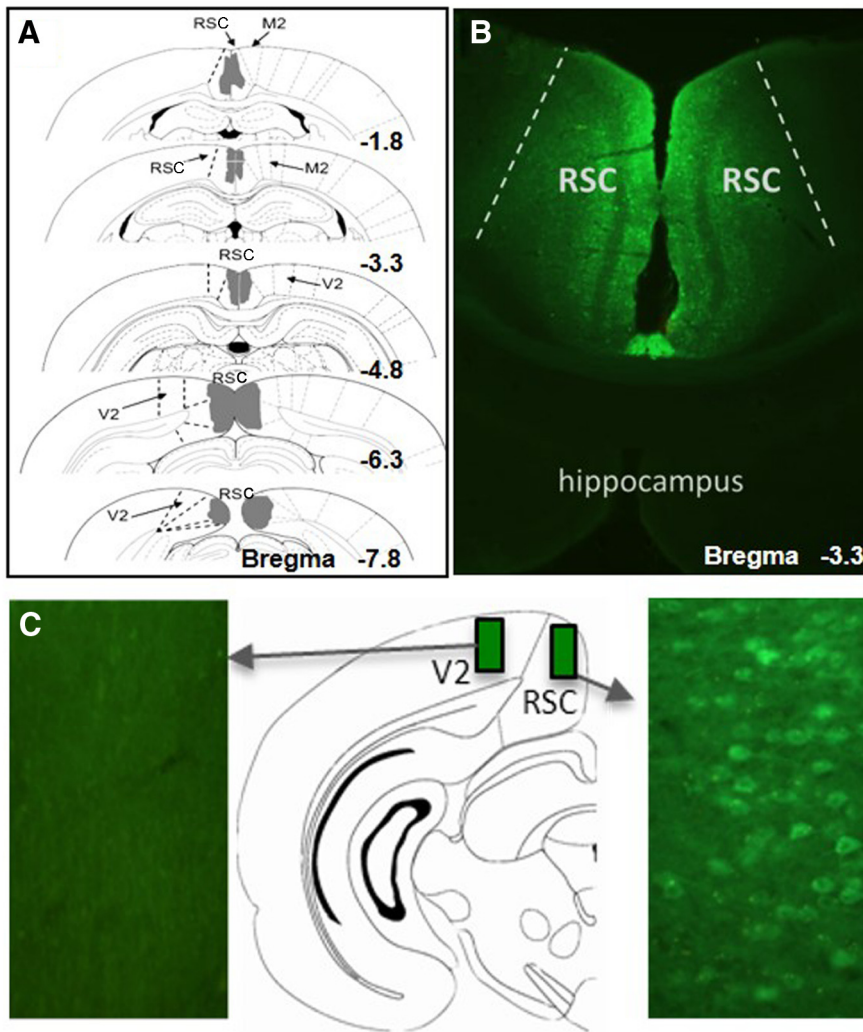 A
RSC M2
-1.8
RSC M2
-3.3
RSC
V2
-4.8
RSC
V2
-6.3
RSC
V2
Bregma -7.8
B
RSC RSC
hippocampus
Bregma -3.3
C
V2
RSC